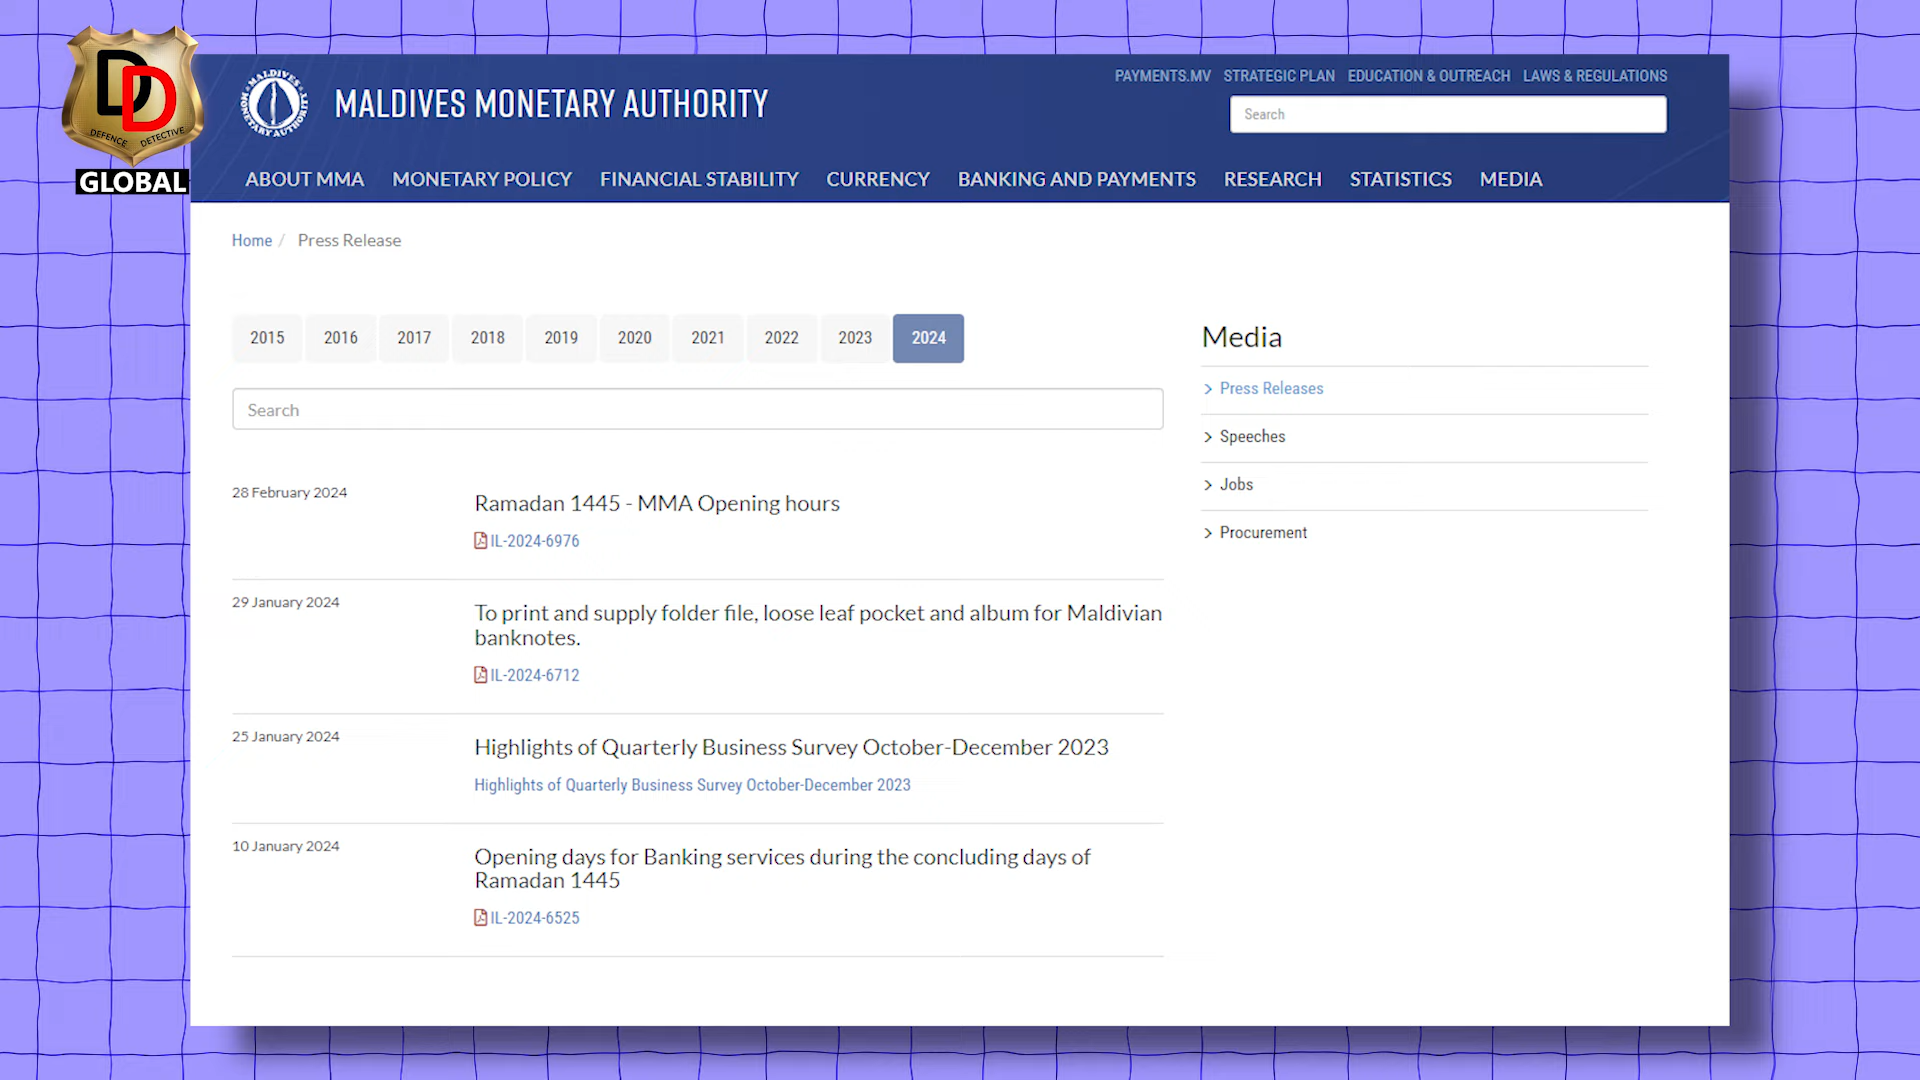 DD
DEFENCE DETECTIVE
GLOBAL
MALDIVES MONETARY AUTHORITY
MALDIVES MONETARY AUTHORITY
PAYMENTS.MV STRATEGIC PLAN EDUCATION & OUTREACH LAWS & REGULATIONS
Search
ABOUT MMA MONETARY POLICY FINANCIAL STABILITY CURRENCY BANKING AND PAYMENTS RESEARCH STATISTICS MEDIA
Home / Press Release
2015 2016 2017 2018 2019 2020 2021 2022 2023 2024
Search
28 February 2024
Ramadan 1445 - MMA Opening hours
IL-2024-6976
29 January 2024
To print and supply folder file, loose leaf pocket and album for Maldivian
banknotes.
IL-2024-6712
25 January 2024
Highlights of Quarterly Business Survey October-December 2023
Highlights of Quarterly Business Survey October-December 2023
10 January 2024
Opening days for Banking services during the concluding days of
Ramadan 1445
IL-2024-6525
Media
> Press Releases
> Speeches
> Jobs
> Procurement